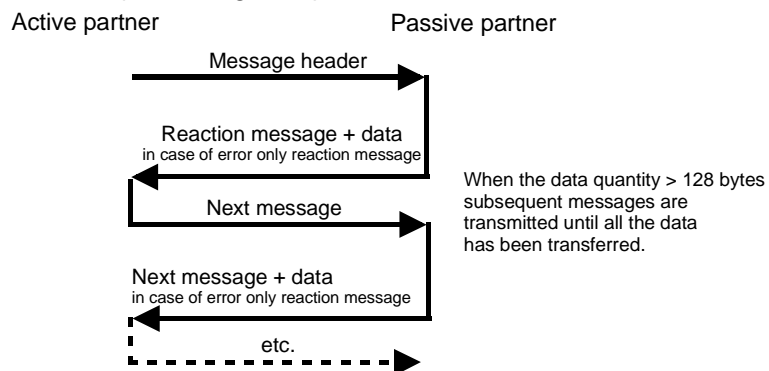 Active partner
Passive partner
Message header
Reaction message + data
in case of error only reaction message
When the data quantity > 128 bytes
subsequent messages are
transmitted until all the data
has been transferred.
Next message
Next message + data
in case of error only reaction message
etc.